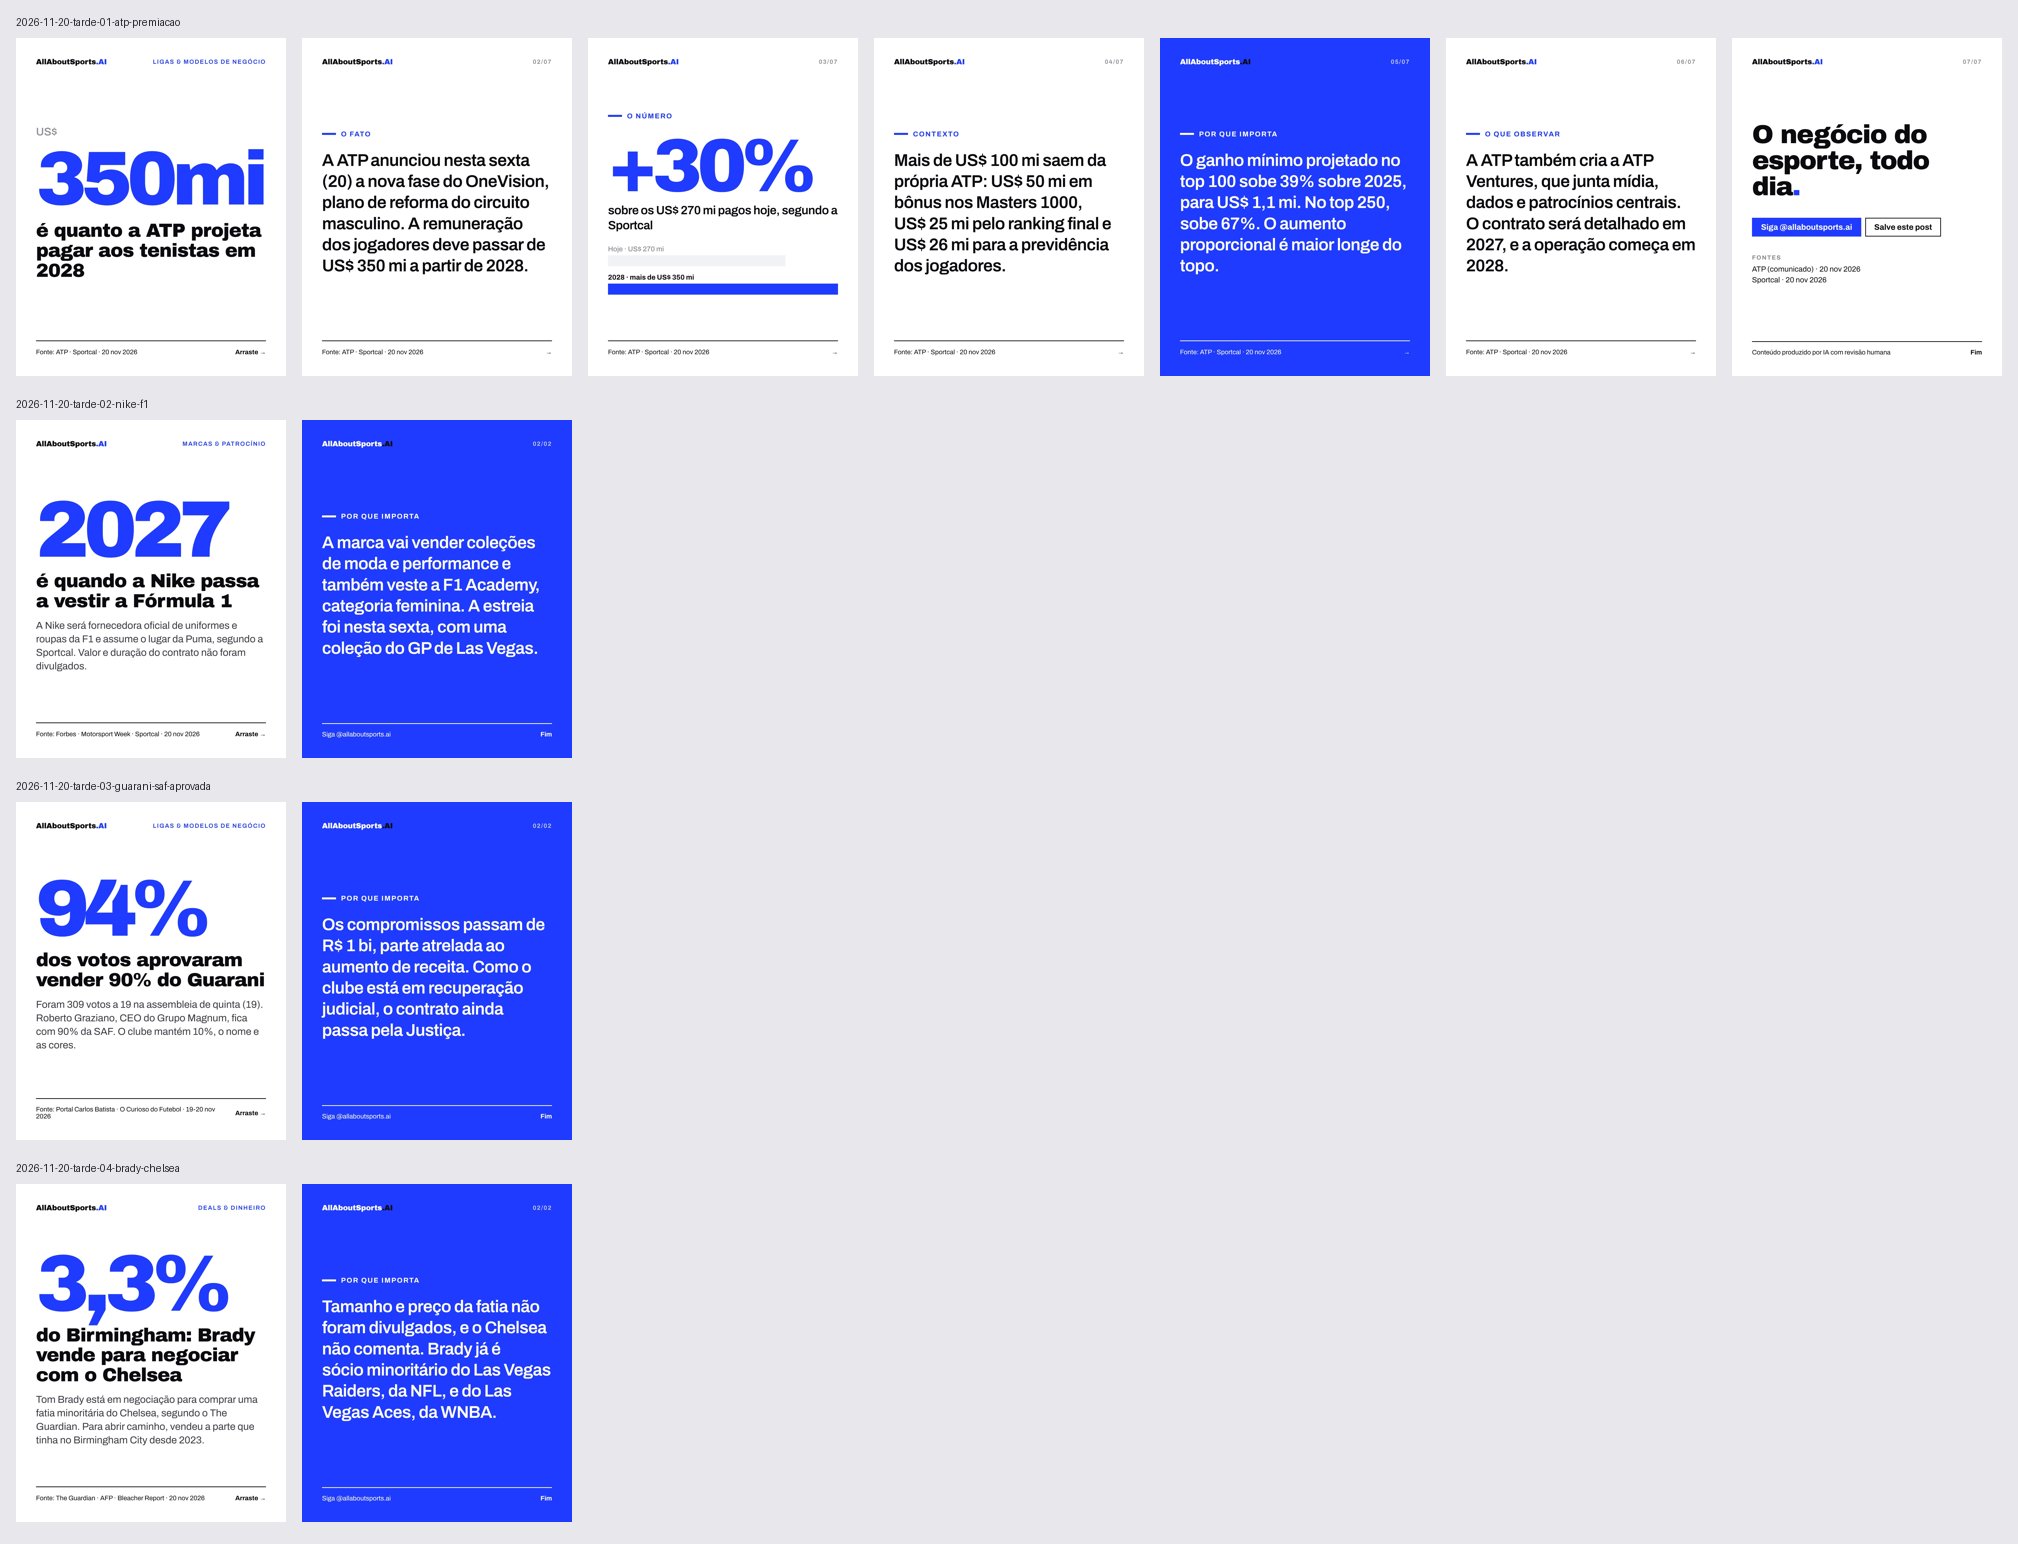 2026-11-20-tarde-01-atp-premiacao
AllAboutSports.AI
LIGAS & MODELOS DE NEGÓCIO
US$
350mi
é quanto a ATP projeta
pagar aos tenistas em
2028
Fonte: ATP · Sportcal · 20 nov 2026
Arraste →
AllAboutSports.AI
02/07
O FATO
A ATP anunciou nesta sexta
(20) a nova fase do OneVision,
plano de reforma do circuito
masculino. A remuneração
dos jogadores deve passar de
US$ 350 mi a partir de 2028.
Fonte: ATP · Sportcal · 20 nov 2026
→
AllAboutSports.AI
03/07
O NÚMERO
+30%
sobre os US$ 270 mi pagos hoje, segundo a
Sportcal
Hoje · US$ 270 mi
2028 · mais de US$ 350 mi
Fonte: ATP · Sportcal · 20 nov 2026
→
AllAboutSports.AI
04/07
CONTEXTO
Mais de US$ 100 mi saem da
própria ATP: US$ 50 mi em
bônus nos Masters 1000,
US$ 25 mi pelo ranking final e
US$ 26 mi para a previdência
dos jogadores.
Fonte: ATP · Sportcal · 20 nov 2026
→
AllAboutSports.AI
05/07
POR QUE IMPORTA
O ganho mínimo projetado no
top 100 sobe 39% sobre 2025,
para US$ 1,1 mi. No top 250,
sobe 67%. O aumento
proporcional é maior longe do
topo.
Fonte: ATP · Sportcal · 20 nov 2026
→
AllAboutSports.AI
06/07
O QUE OBSERVAR
A ATP também cria a ATP
Ventures, que junta mídia,
dados e patrocínios centrais.
O contrato será detalhado em
2027, e a operação começa em
2028.
Fonte: ATP · Sportcal · 20 nov 2026
→
AllAboutSports.AI
07/07
O negócio do
esporte, todo
dia.
Siga @allaboutsports.ai
Salve este post
FONTES
ATP (comunicado) · 20 nov 2026
Sportcal · 20 nov 2026
Conteúdo produzido por IA com revisão humana
Fim
2026-11-20-tarde-02-nike-f1
AllAboutSports.AI
MARCAS & PATROCÍNIO
2027
é quando a Nike passa
a vestir a Fórmula 1
A Nike será fornecedora oficial de uniformes e
roupas da F1 e assume o lugar da Puma, segundo a
Sportcal. Valor e duração do contrato não foram
divulgados.
Fonte: Forbes · Motorsport Week · Sportcal · 20 nov 2026
Arraste →
AllAboutSports.AI
02/02
POR QUE IMPORTA
A marca vai vender coleções
de moda e performance e
também veste a F1 Academy,
categoria feminina. A estreia
foi nesta sexta, com uma
coleção do GP de Las Vegas.
Siga @allaboutsports.ai
Fim
2026-11-20-tarde-03-guarani-saf-aprovada
AllAboutSports.AI
LIGAS & MODELOS DE NEGÓCIO
94%
dos votos aprovaram
vender 90% do Guarani
Foram 309 votos a 19 na assembleia de quinta (19).
Roberto Graziano, CEO do Grupo Magnum, fica
com 90% da SAF. O clube mantém 10%, o nome e
as cores.
Fonte: Portal Carlos Batista · O Curioso do Futebol · 19-20 nov
2026
Arraste →
AllAboutSports.AI
02/02
POR QUE IMPORTA
Os compromissos passam de
R$ 1 bi, parte atrelada ao
aumento de receita. Como o
clube está em recuperação
judicial, o contrato ainda
passa pela Justiça.
Siga @allaboutsports.ai
Fim
2026-11-20-tarde-04-brady-chelsea
AllAboutSports.AI
DEALS & DINHEIRO
3,3%
do Birmingham: Brady
vende para negociar
com o Chelsea
Tom Brady está em negociação para comprar uma
fatia minoritária do Chelsea, segundo o The
Guardian. Para abrir caminho, vendeu a parte que
tinha no Birmingham City desde 2023.
Fonte: The Guardian · AFP · Bleacher Report · 20 nov 2026
Arraste →
AllAboutSports.AI
02/02
POR QUE IMPORTA
Tamanho e preço da fatia não
foram divulgados, e o Chelsea
não comenta. Brady já é
sócio minoritário do Las Vegas
Raiders, da NFL, e do Las
Vegas Aces, da WNBA.
Siga @allaboutsports.ai
Fim